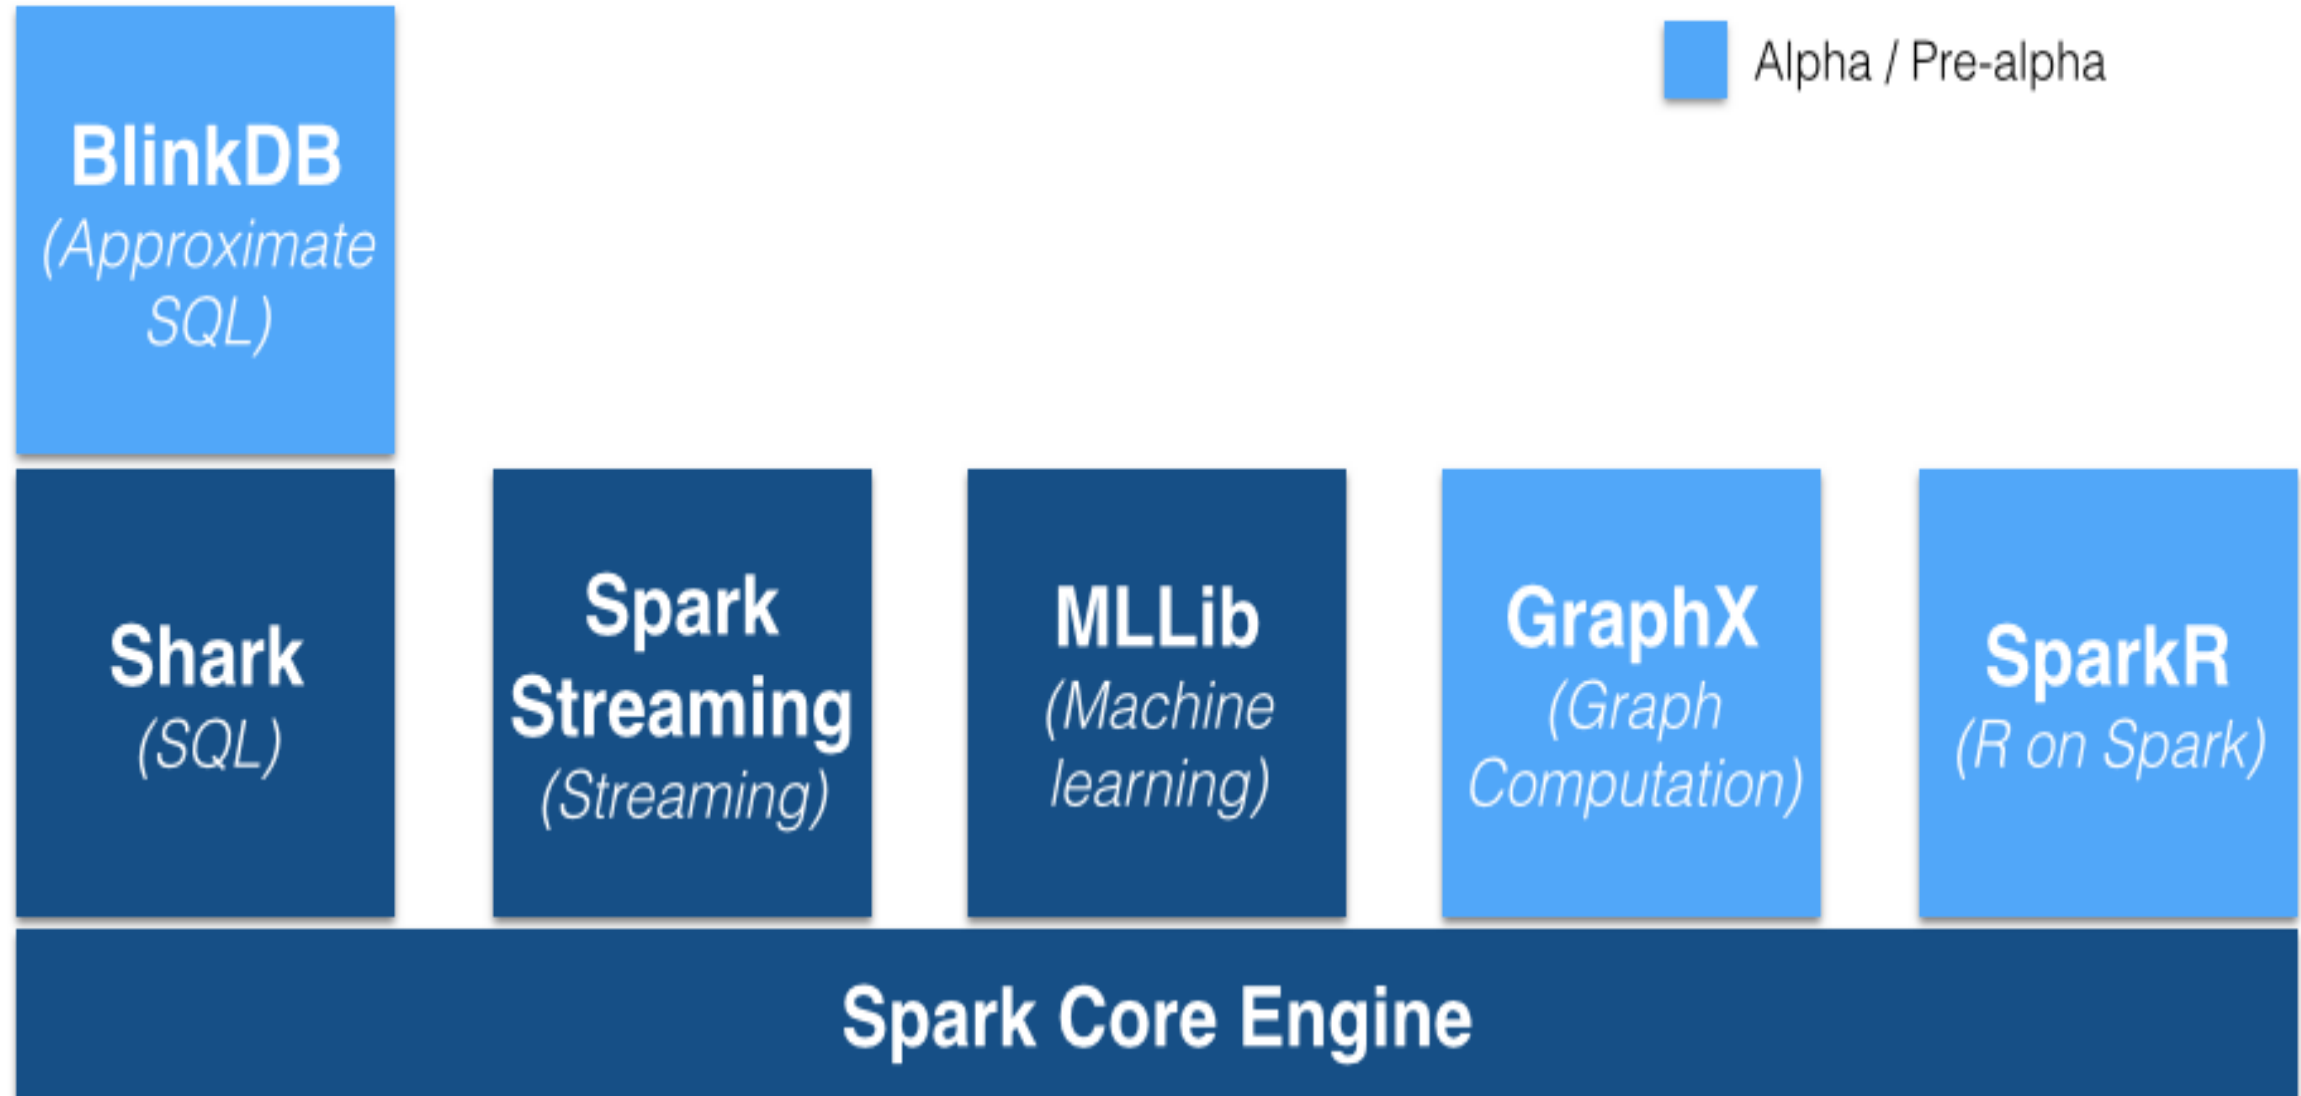 BlinkDB
(Approximate
SQL)
Alpha / Pre-alpha
Shark
(SQL)
Spark
Streaming
(Streaming)
MLLib
(Machine
learning)
GraphX
(Graph
Computation)
SparkR
(R on Spark)
Spark Core Engine